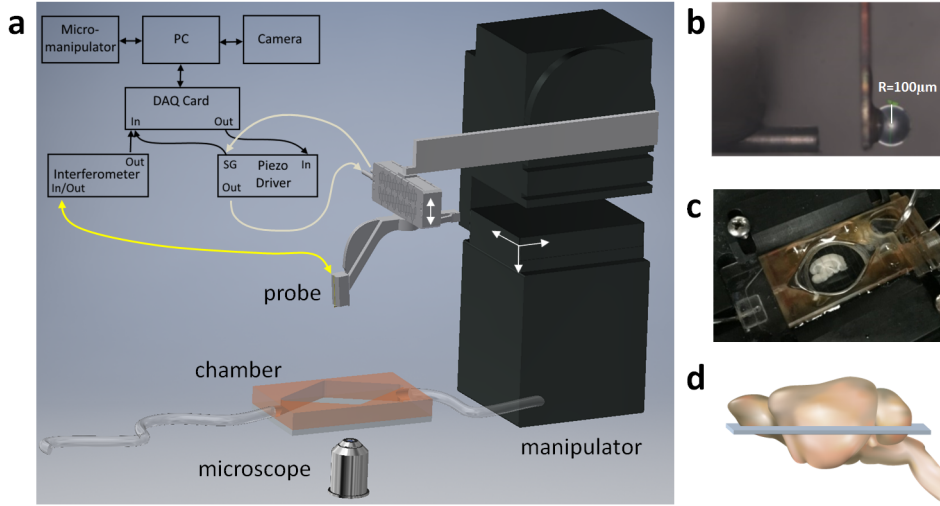 a
Micro-
manipulator
PC
Camera
DAQ Card
In
Out
Out
Interferometer
In/Out
SG
Piezo
In
Driver
Out
probe
chamber
microscope
manipulator
b
R=100μm
c
d